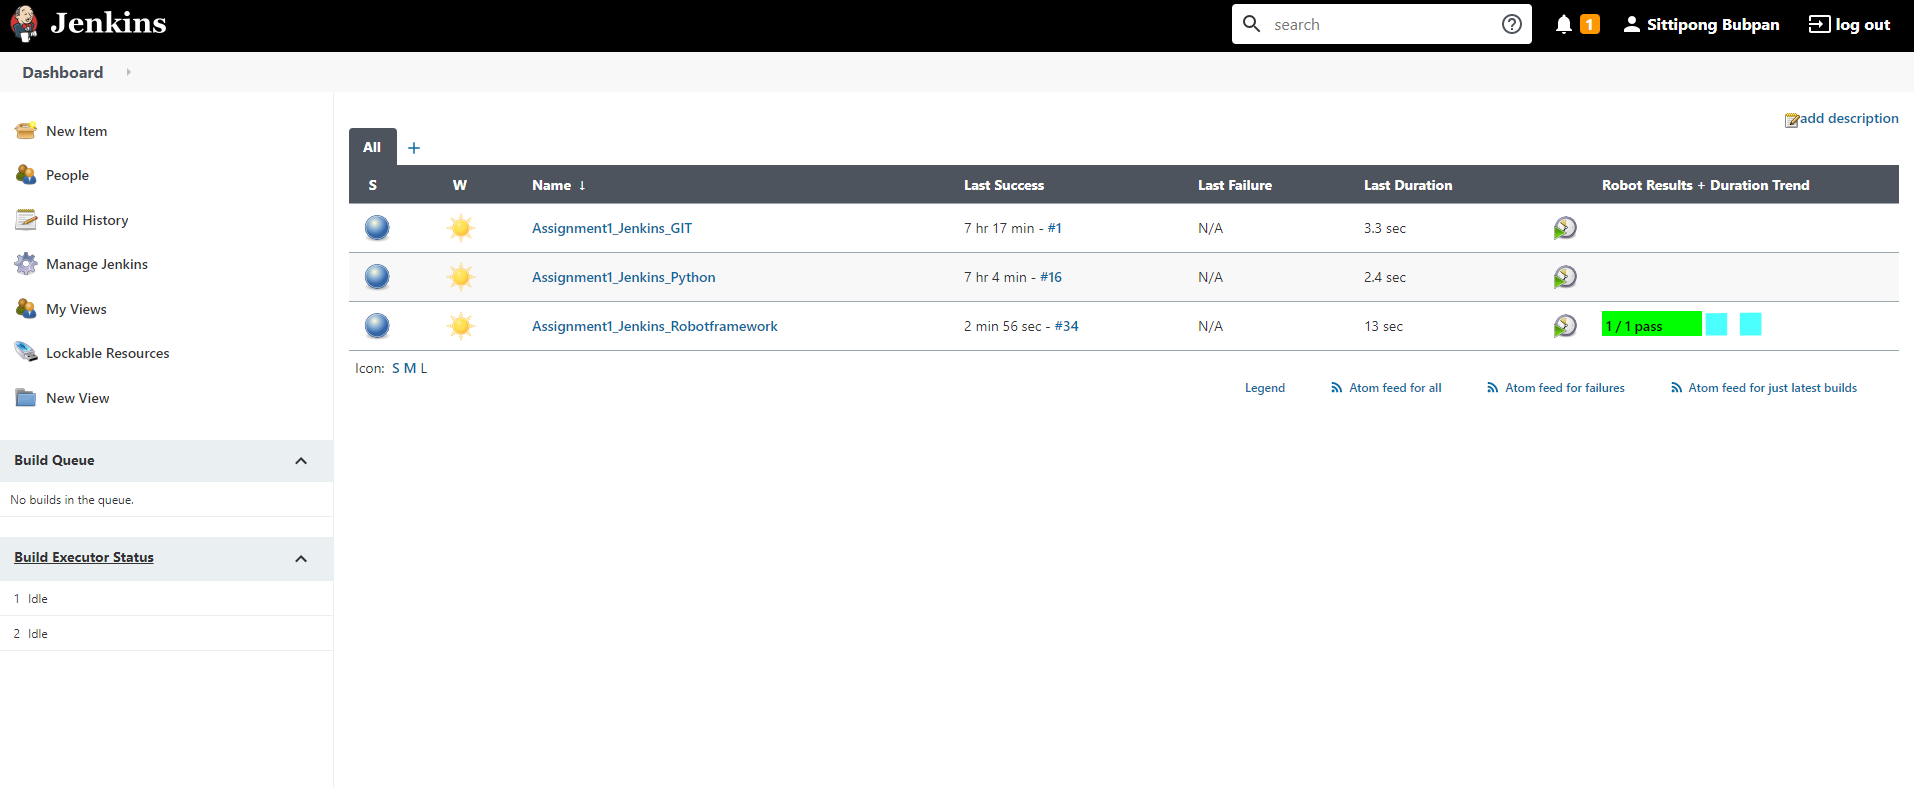 Jenkins
search
1
Sittipong Bubpan
log out
Dashboard
New Item
People
Build History
Manage Jenkins
My Views
Lockable Resources
New View
Build Queue
No builds in the queue.
Build Executor Status
1 Idle
2 Idle
add description
All +
S W Name ↓ Last Success Last Failure Last Duration Robot Results + Duration Trend
Assignment1_Jenkins_GIT 7 hr 17 min - #1 N/A 3.3 sec
Assignment1_Jenkins_Python 7 hr 4 min - #16 N/A 2.4 sec
Assignment1_Jenkins_Robotframework 2 min 56 sec - #34 N/A 13 sec 1 / 1 pass
Icon: S M L
Legend Atom feed for all Atom feed for failures Atom feed for just latest builds